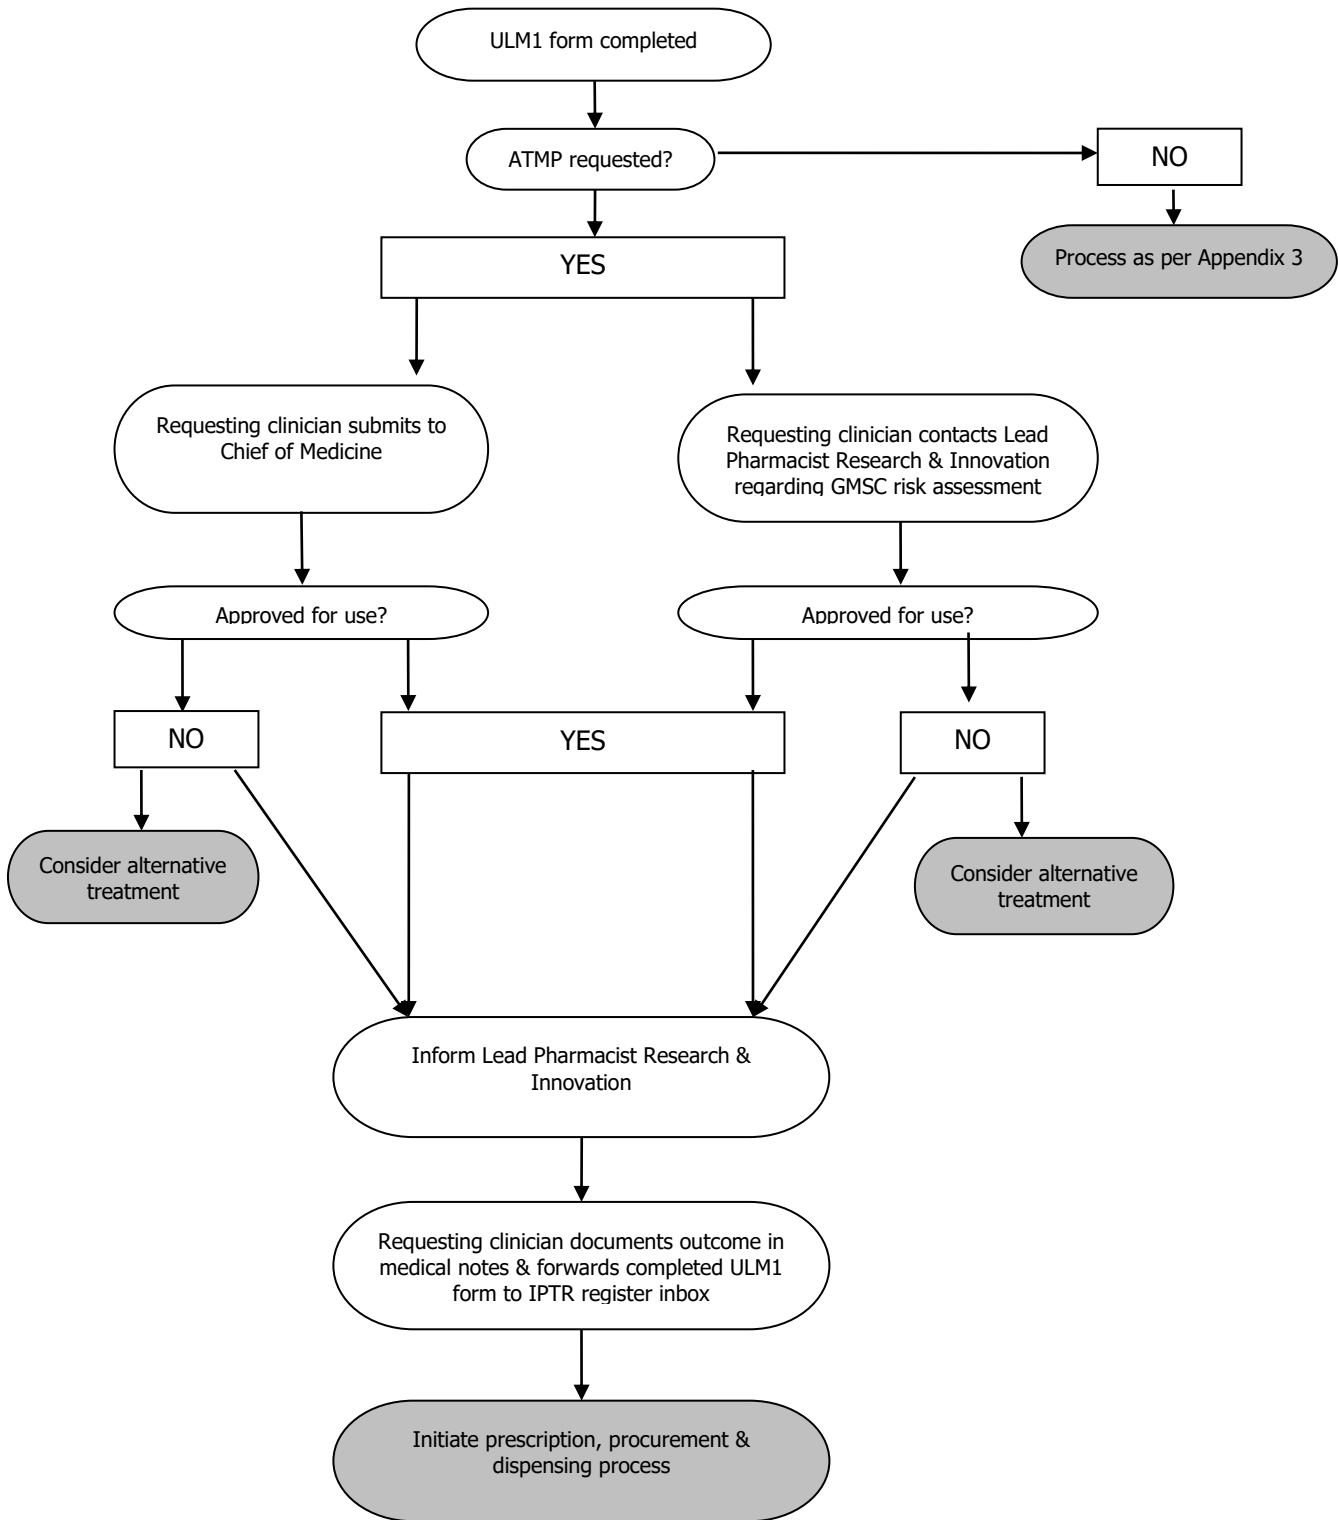 ULM1 form completed
ATMP requested?
NO
YES
Process as per Appendix 3
Requesting clinician submits to
Chief of Medicine
Requesting clinician contacts Lead
Pharmacist Research & Innovation
regarding GMSC risk assessment
Approved for use?
Approved for use?
NO
YES
NO
Consider alternative
treatment
Consider alternative
treatment
Inform Lead Pharmacist Research &
Innovation
Requesting clinician documents outcome in
medical notes & forwards completed ULM1
form to IPTR register inbox
Initiate prescription, procurement &
dispensing process